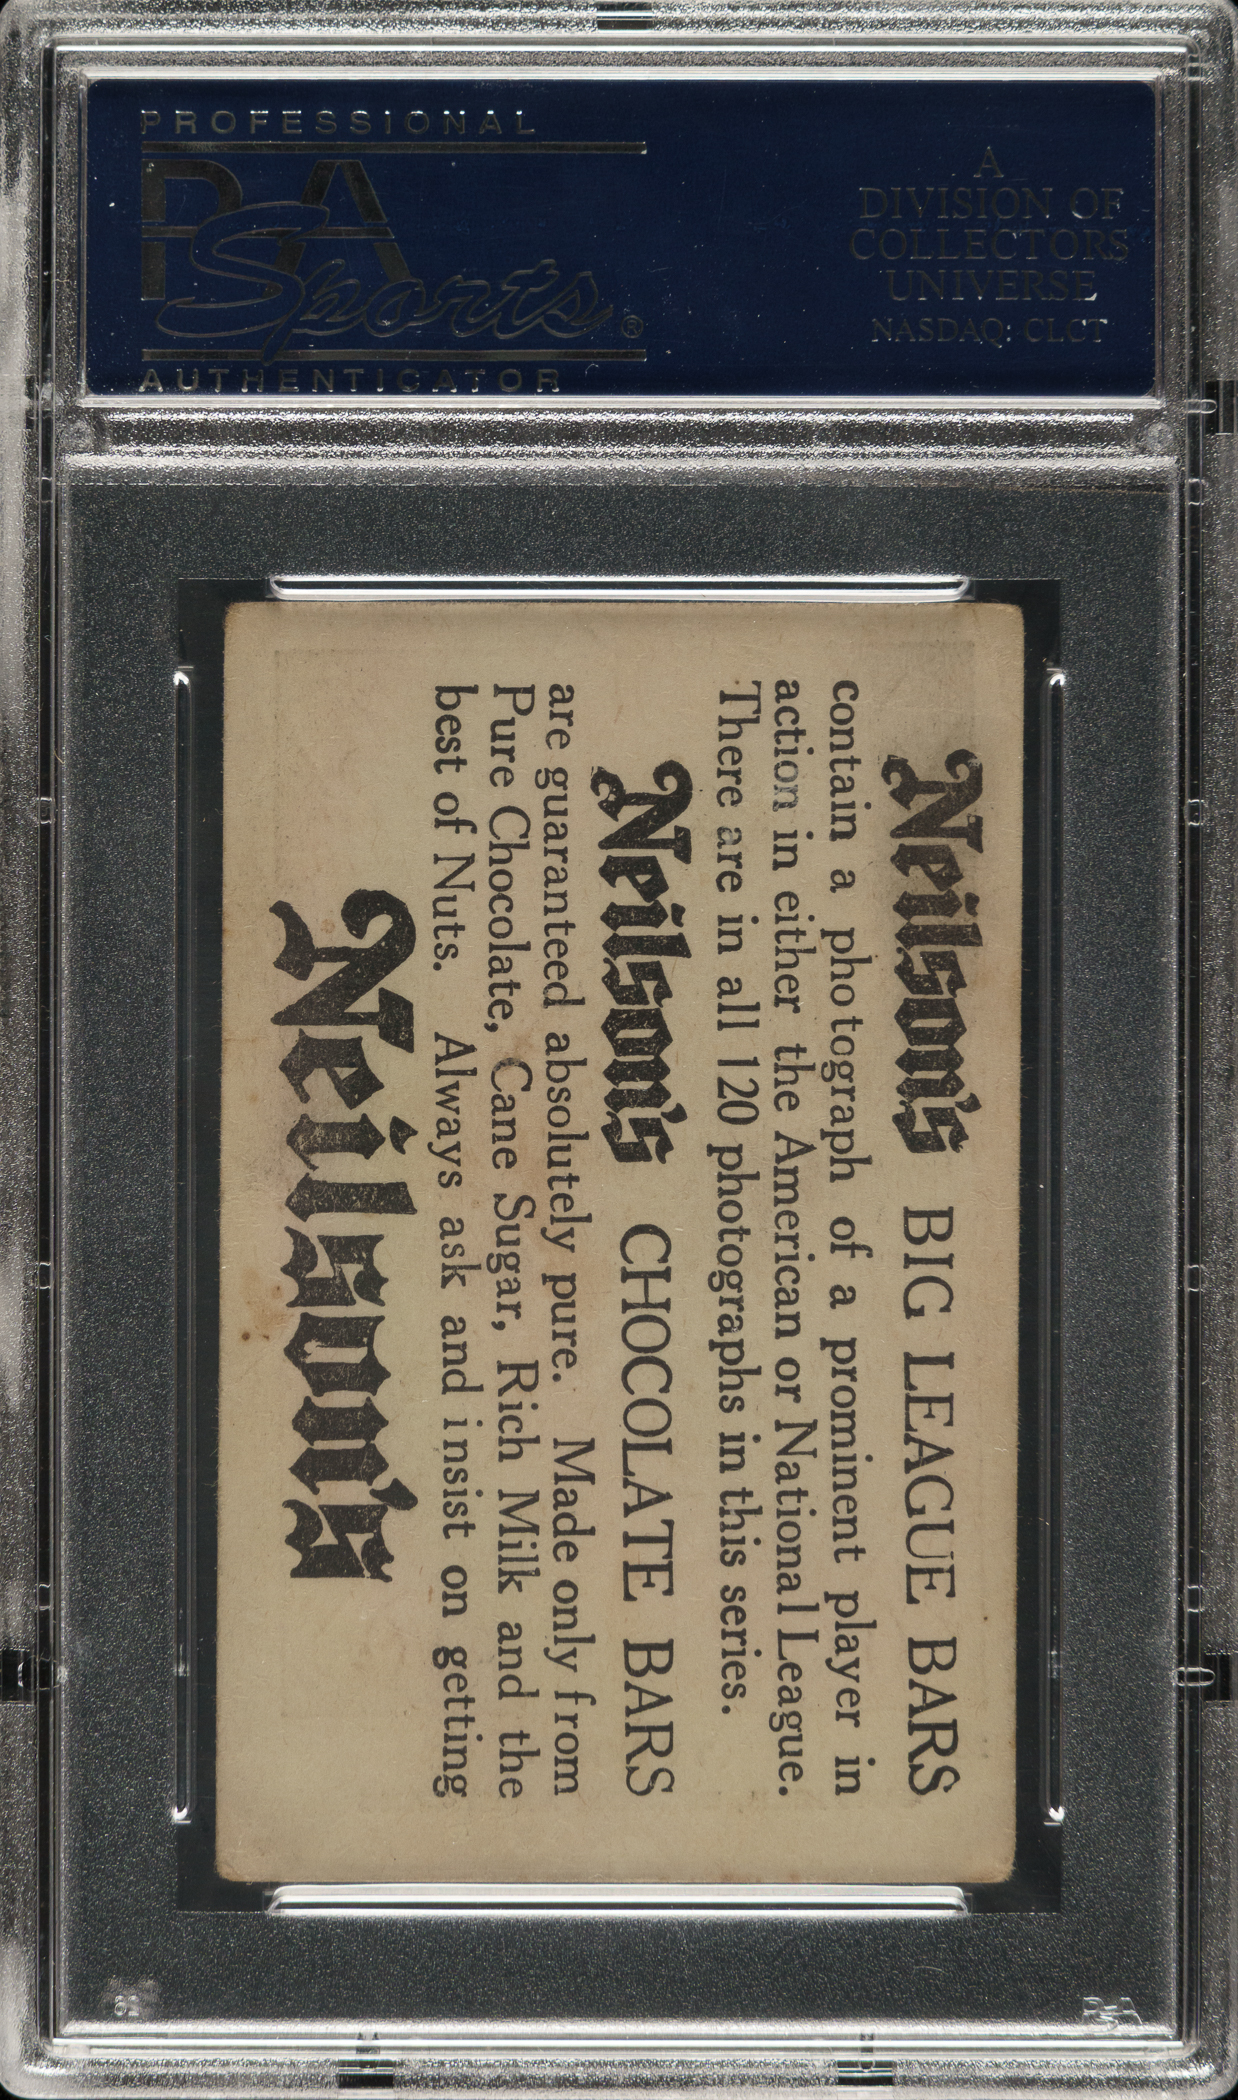 PROFESSIONAL
PSA
Sports®
AUTHENTICATOR
A
DIVISION OF
COLLECTORS
UNIVERSE
NASDAQ: CLCT
Neilson's BIG LEAGUE BARS
contain a photograph of a prominent player in
action in either the American or National League.
There are in all 120 photographs in this series.
Neilson's CHOCOLATE BARS
are guaranteed absolutely pure. Made only from
Pure Chocolate, Cane Sugar, Rich Milk and the
best of Nuts. Always ask and insist on getting
Neilson's
PSA